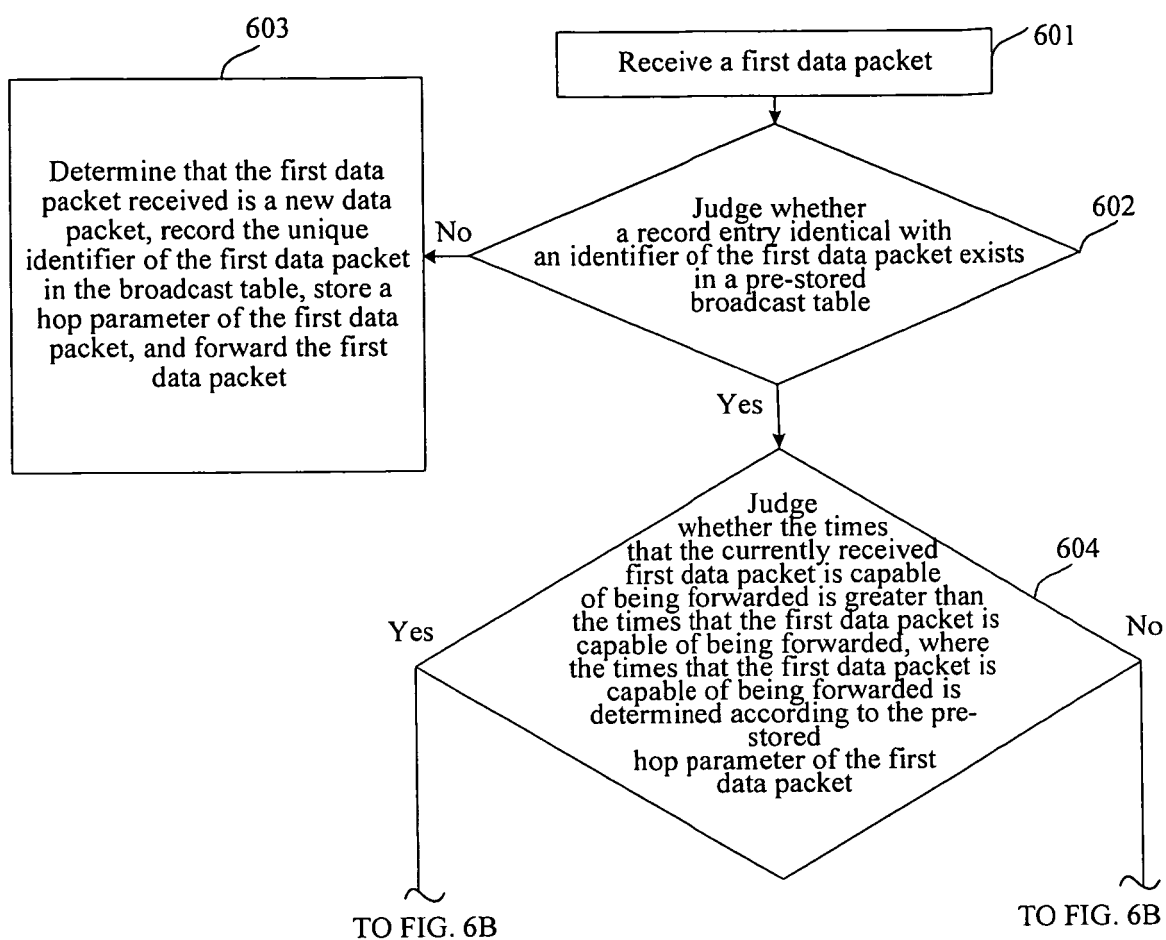 603
601
Receive a first data packet
Determine that the first data
packet received is a new data
packet, record the unique
identifier of the first data packet
in the broadcast table, store a
hop parameter of the first data
packet, and forward the first
data packet
No
Judge whether
a record entry identical with
an identifier of the first data packet exists
in a pre-stored
broadcast table
602
Yes
Judge
whether the times
that the currently received
first data packet is capable
of being forwarded is greater than
the times that the first data packet is
capable of being forwarded, where
the times that the first data packet is
capable of being forwarded is
determined according to the pre-
stored
hop parameter of the first
data packet
604
Yes
No
TO FIG. 6B
TO FIG. 6B